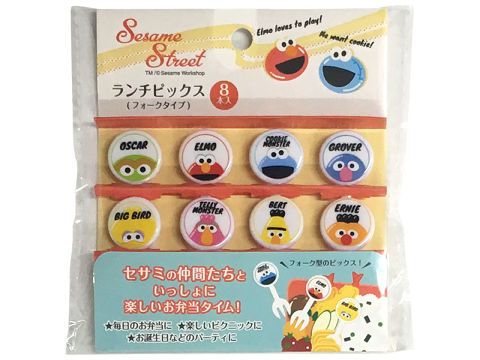 Sesame
Street
TM/© Sesame Workshop
Elmo loves to play!
Me want cookie!
ランチピックス
(フォークタイプ)
8
本入
OSCAR
ELMO
COOKIE
MONSTER
GROVER
BIG BIRD
TELLY
MONSTER
BERT
ERNIE
セサミの仲間たちと
いっしょに
楽しいお弁当タイム!
★毎日のお弁当に ★楽しいピクニックに
★お誕生日などのパーティに
フォーク型のピックス!
ELMO
BIG BIRD